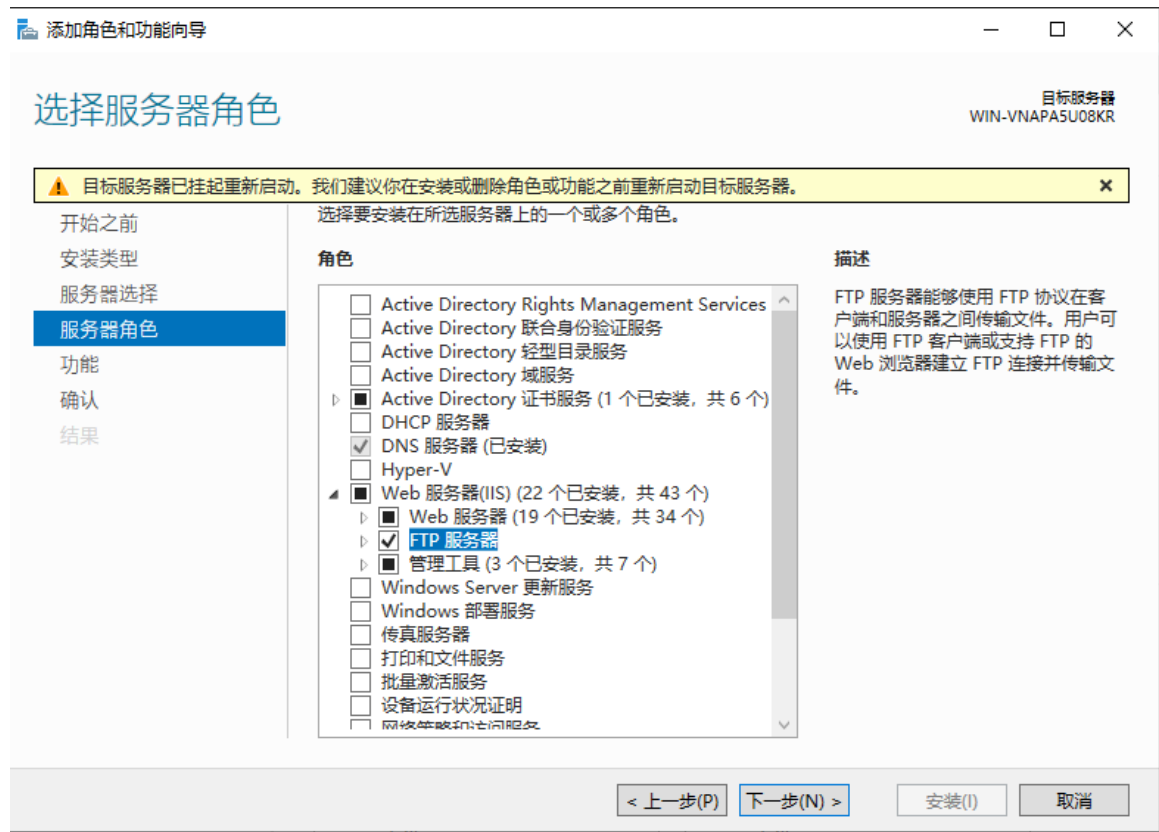 添加角色和功能向导
选择服务器角色
目标服务器
WIN-VNAPA5U08KR
目标服务器已挂起重新启动。我们建议你在安装或删除角色或功能之前重新启动目标服务器。
开始之前
安装类型
服务器选择
服务器角色
功能
确认
结果
选择要安装在所选服务器上的一个或多个角色。
角色
Active Directory Rights Management Services
Active Directory 联合身份验证服务
Active Directory 轻型目录服务
Active Directory 域服务
Active Directory 证书服务 (1 个已安装，共 6 个)
DHCP 服务器
DNS 服务器 (已安装)
Hyper-V
Web 服务器(IIS) (22 个已安装，共 43 个)
Web 服务器 (19 个已安装，共 34 个)
FTP 服务器
管理工具 (3 个已安装，共 7 个)
Windows Server 更新服务
Windows 部署服务
传真服务器
打印和文件服务
批量激活服务
设备运行状况证明
网络策略和访问服务
描述
FTP 服务器能够使用 FTP 协议在客
户端和服务器之间传输文件。用户可
以使用 FTP 客户端或支持 FTP 的
Web 浏览器建立 FTP 连接并传输文
件。
< 上一步(P)
下一步(N) >
安装(I)
取消